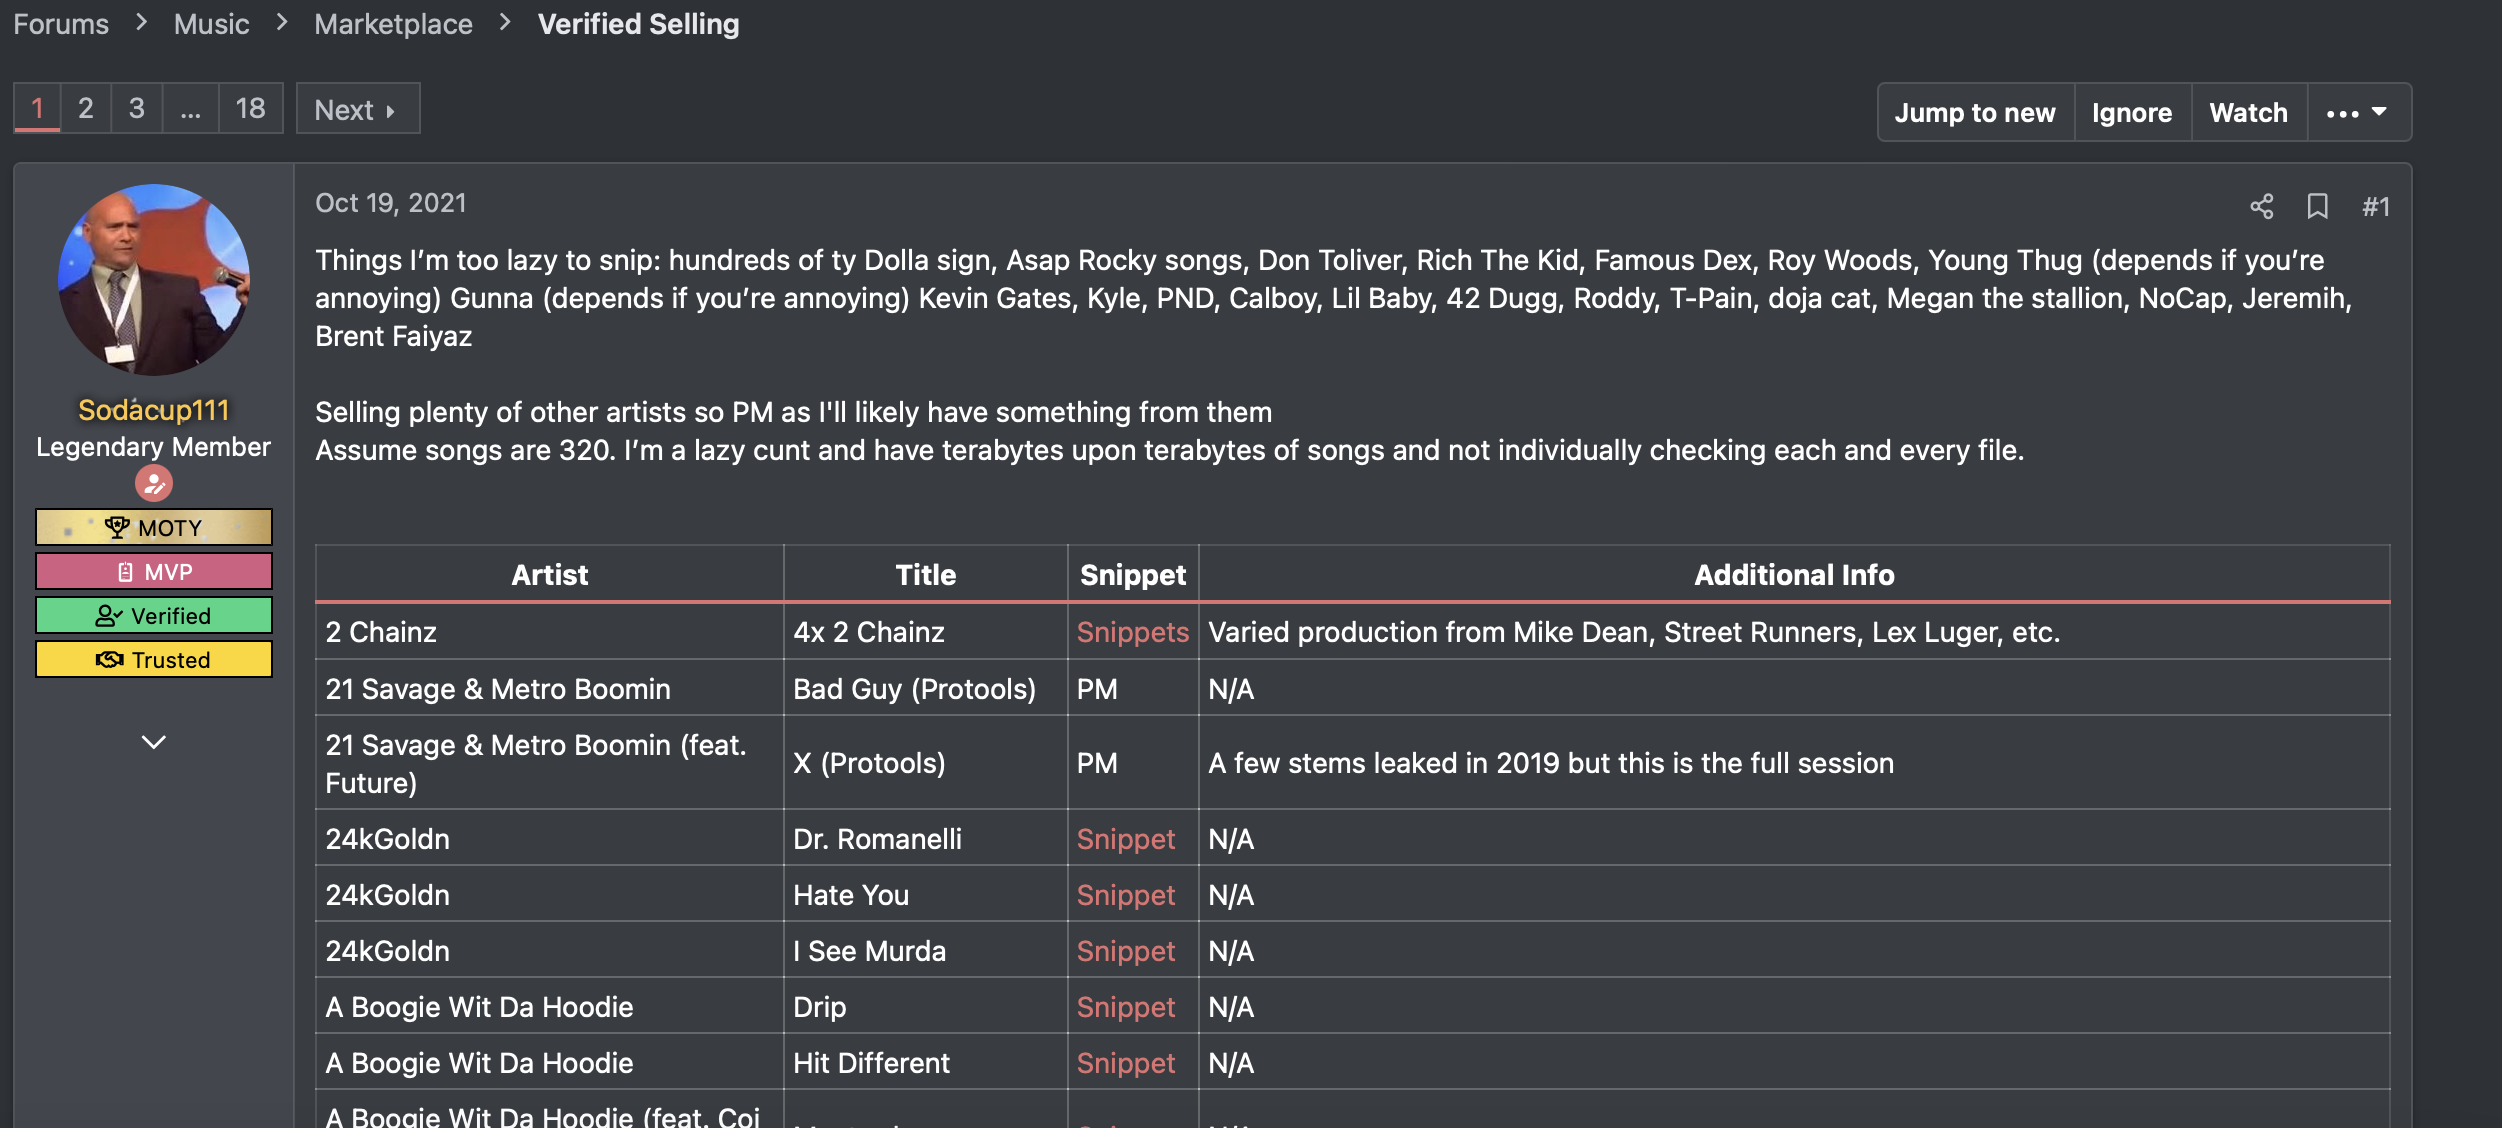 Forums > Music > Marketplace > Verified Selling
1 2 3 ... 18 Next
Jump to new Ignore Watch
Oct 19, 2021 #1
Things I’m too lazy to snip: hundreds of ty Dolla sign, Asap Rocky songs, Don Toliver, Rich The Kid, Famous Dex, Roy Woods, Young Thug (depends if you’re
annoying) Gunna (depends if you’re annoying) Kevin Gates, Kyle, PND, Calboy, Lil Baby, 42 Dugg, Roddy, T-Pain, doja cat, Megan the stallion, NoCap, Jeremih,
Brent Faiyaz
Selling plenty of other artists so PM as I'll likely have something from them
Assume songs are 320. I’m a lazy cunt and have terabytes upon terabytes of songs and not individually checking each and every file.
Sodacup111
Legendary Member
MOTY
MVP
Verified
Trusted
Artist Title Snippet Additional Info
2 Chainz 4x 2 Chainz Snippets Varied production from Mike Dean, Street Runners, Lex Luger, etc.
21 Savage & Metro Boomin Bad Guy (Protools) PM N/A
21 Savage & Metro Boomin (feat.
Future) X (Protools) PM A few stems leaked in 2019 but this is the full session
24kGoldn Dr. Romanelli Snippet N/A
24kGoldn Hate You Snippet N/A
24kGoldn I See Murda Snippet N/A
A Boogie Wit Da Hoodie Drip Snippet N/A
A Boogie Wit Da Hoodie Hit Different Snippet N/A
A Boogie Wit Da Hoodie (feat. Coi